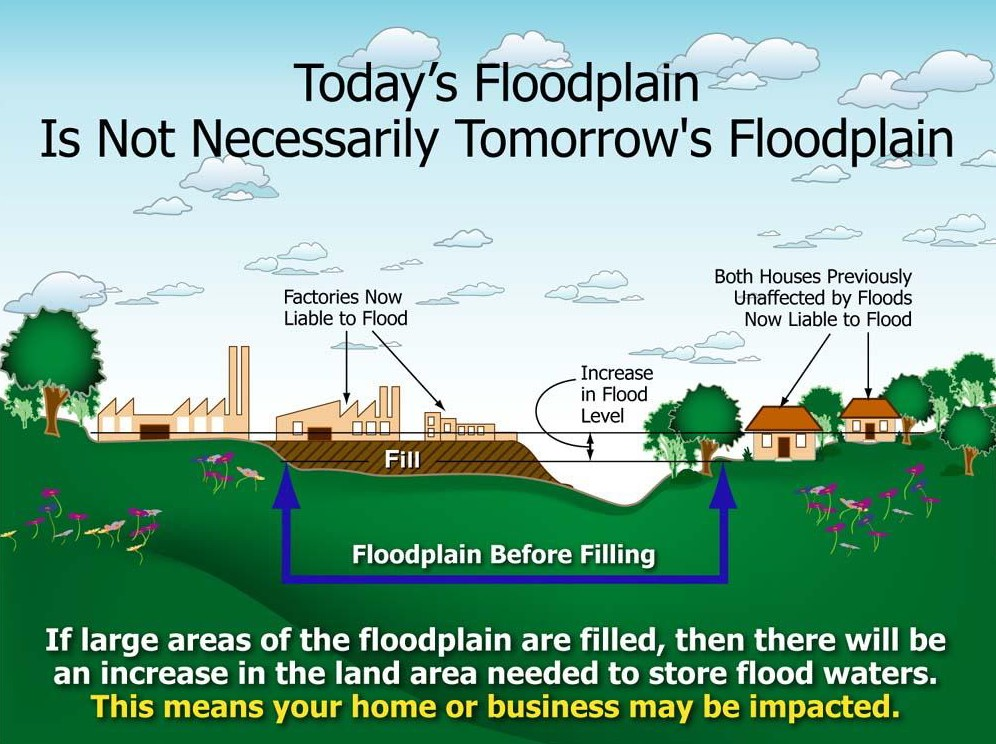 Today’s Floodplain
Is Not Necessarily Tomorrow's Floodplain
Both Houses Previously
Unaffected by Floods
Now Liable to Flood
Factories Now
Liable to Flood
Increase
in Flood
Level
Fill
Floodplain Before Filling
If large areas of the floodplain are filled, then there will be
an increase in the land area needed to store flood waters.
This means your home or business may be impacted.